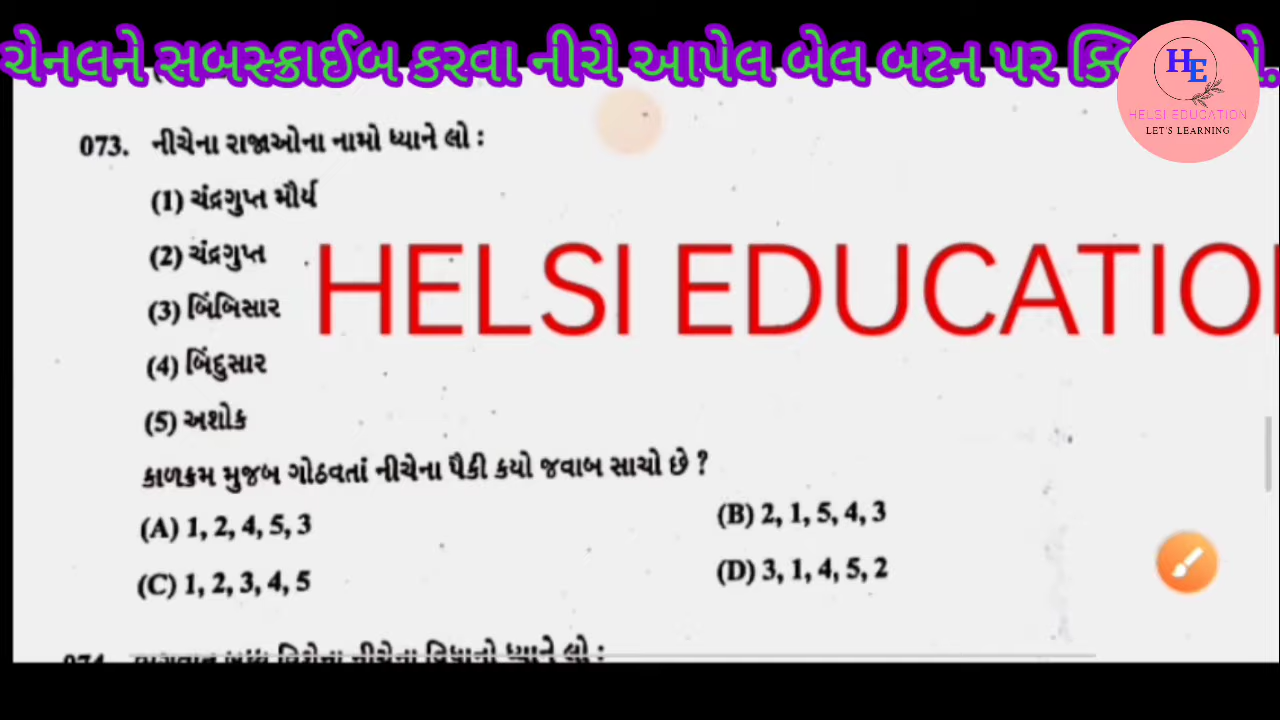 ચેનલને સબસ્ક્રાઈબ કરવા નીચે આપેલ બેલ બટન પર
HE
HELSI EDUCATION
LET'S LEARNING
073. નીચેના રાજાઓના નામો ધ્યાને લો :
(1) ચંદ્રગુપ્ત મૌર્ય
(2) ચંદ્રગુપ્ત
HELSI EDUCATION
(3) બિંબિસાર
(4) બિંદુસાર
(5) અશોક
કાળક્રમ મુજબ ગોઠવતાં નીચેના પૈકી કયો જવાબ સાચો છે ?
(A) 1, 2, 4, 5, 3
(B) 2, 1, 5, 4, 3
(C) 1, 2, 3, 4, 5
(D) 3, 1, 4, 5, 2
074. નીચેના વિધાનો ધ્યાને લો :